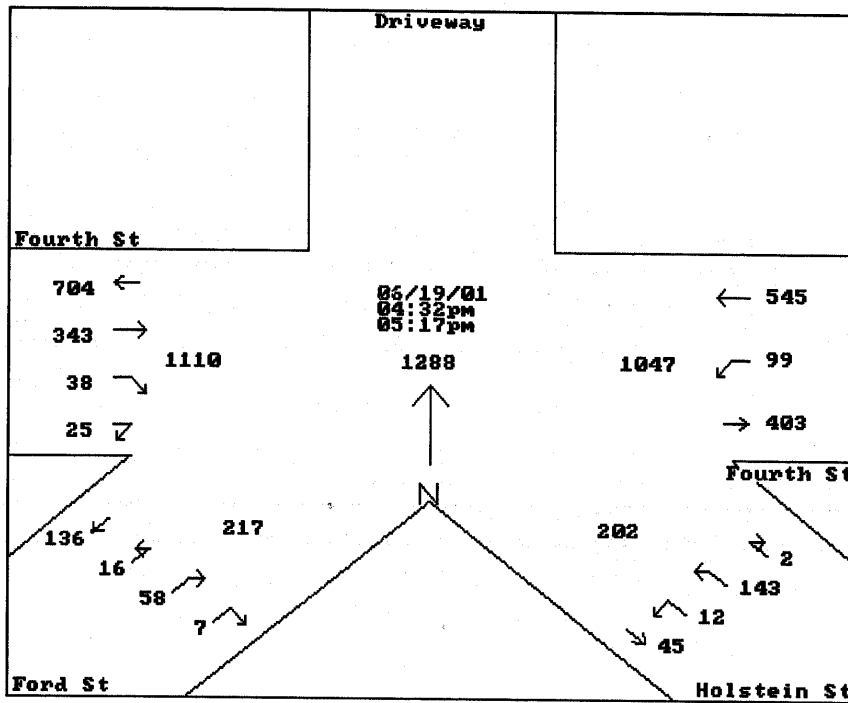 Driveway
Fourth St
704
06/19/01
04:32pm
05:17pm
545
343
1110
1288
1047
99
38
25
403
Fourth St
N
136
217
202
16
2
58
143
7
12
45
Ford St
Holstein St